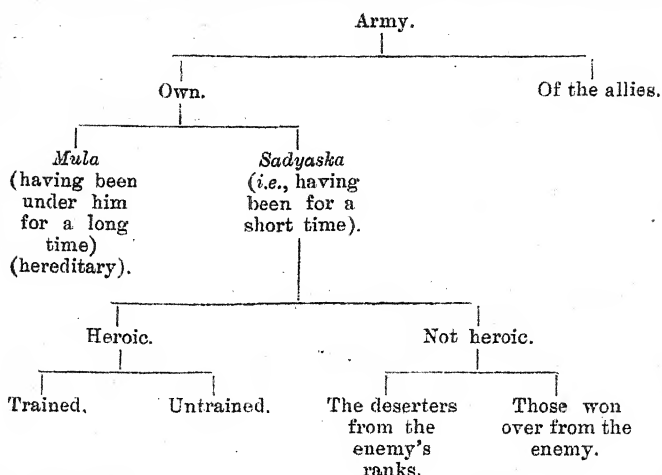 Army.
Own.
Of the allies.
Mula
(having been
under him
for a long
time)
(hereditary).
Sadyaska
(i.e., having
been for a
short time).
Heroic.
Not heroic.
Trained.
Untrained.
The deserters
from the
enemy's
ranks.
Those won
over from the
enemy.